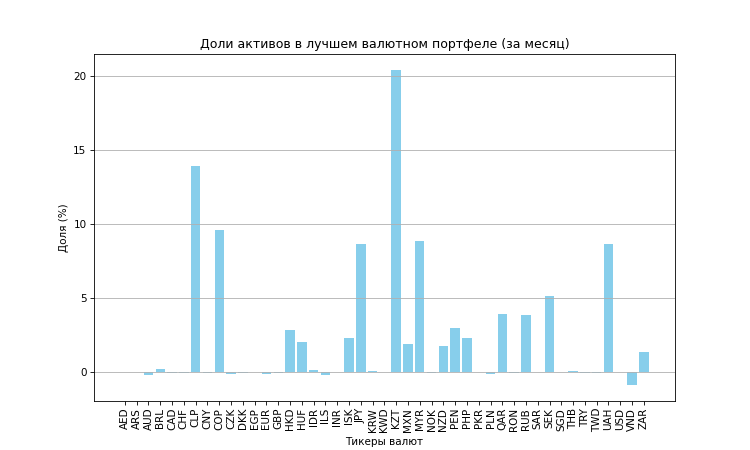 Доли активов в лучшем валютном портфеле (за месяц)
Доля (%)
20
15
10
5
0
AED
ARS
AUD
BRL
CAD
CHF
CLP
CNY
COP
CZK
DKK
EGP
EUR
GBP
HKD
HUF
IDR
ILS
INR
ISK
JPY
KRW
KWD
KZT
MXN
MYR
NOK
NZD
PEN
PHP
PKR
PLN
QAR
RON
RUB
SAR
SEK
SGD
THB
TRY
TWD
UAH
USD
VND
ZAR
Тикеры валют